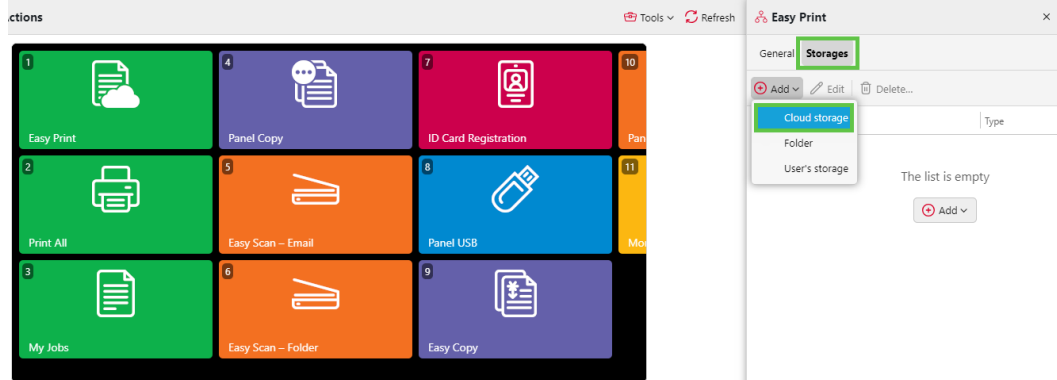 ctions
Tools
Refresh
1
Easy Print
4
Panel Copy
7
ID Card Registration
10
Pan
2
Print All
5
Easy Scan – Email
8
Panel USB
11
Mo
3
My Jobs
6
Easy Scan – Folder
9
Easy Copy
Easy Print
General Storages
Add Edit Delete...
Cloud storage
Type
Folder
User's storage
The list is empty
Add